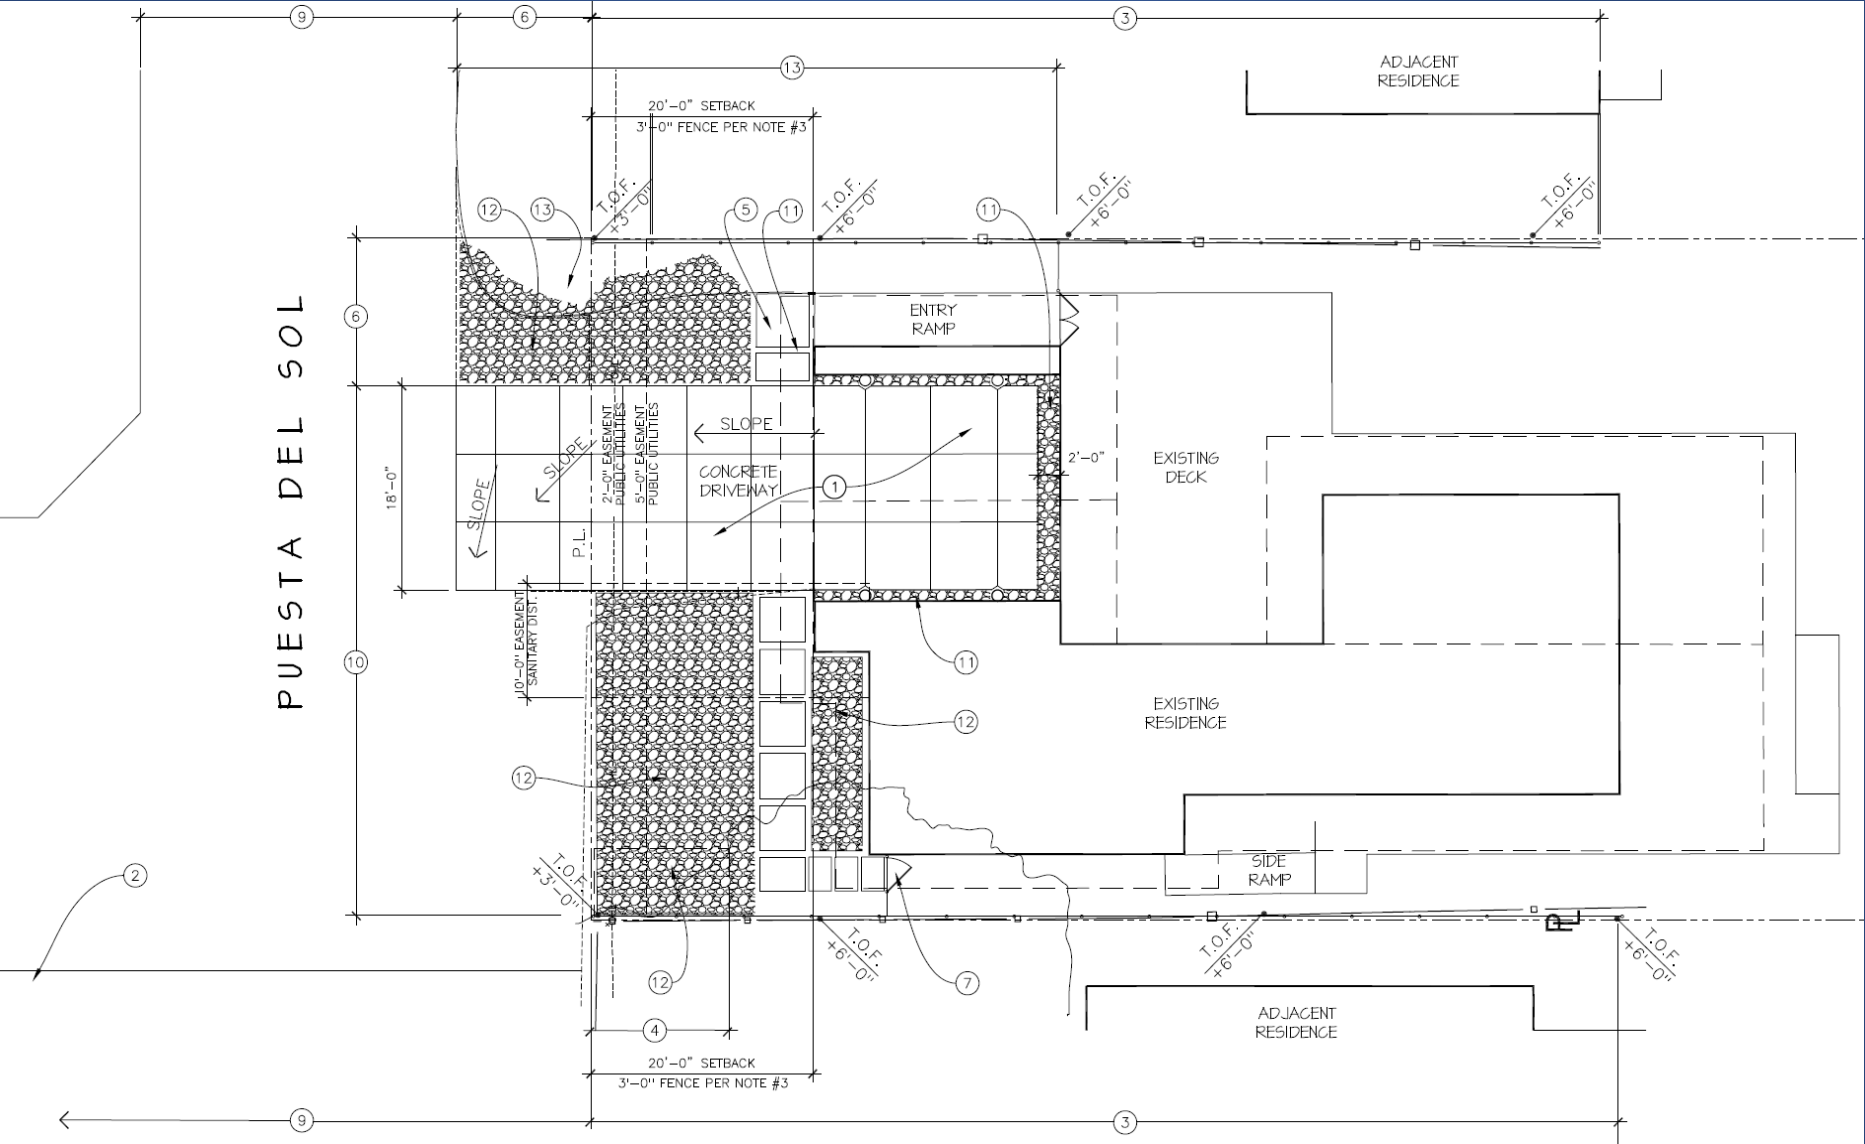 9
6
3
13
ADJACENT
RESIDENCE
20'-0" SETBACK
3'-0" FENCE PER NOTE #3
T.O.F.
+3'-0"
T.O.F.
+6'-0"
T.O.F.
+6'-0"
T.O.F.
+6'-0"
12
13
5
11
11
6
ENTRY
RAMP
PUESTA DEL SOL
18'-0"
SLOPE
SLOPE
SLOPE
2'-0" EASEMENT
PUBLIC UTILITIES
5'-0" EASEMENT
PUBLIC UTILITIES
CONCRETE
DRIVEWAY
1
2'-0"
EXISTING
DECK
P.L.
10'-0" EASEMENT
SANITARY DIST.
10
11
12
EXISTING
RESIDENCE
12
2
T.O.F.
+3'-0"
SIDE
RAMP
T.O.F.
+6'-0"
T.O.F.
+6'-0"
PL
T.O.F.
+6'-0"
12
7
4
ADJACENT
RESIDENCE
20'-0" SETBACK
3'-0" FENCE PER NOTE #3
9
3